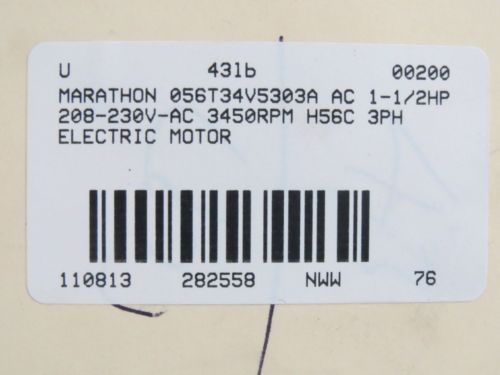 U 431b 00200
MARATHON 056T34V5303A AC 1-1/2HP
208-230V-AC 3450RPM H56C 3PH
ELECTRIC MOTOR
110813 282558 NWW 76